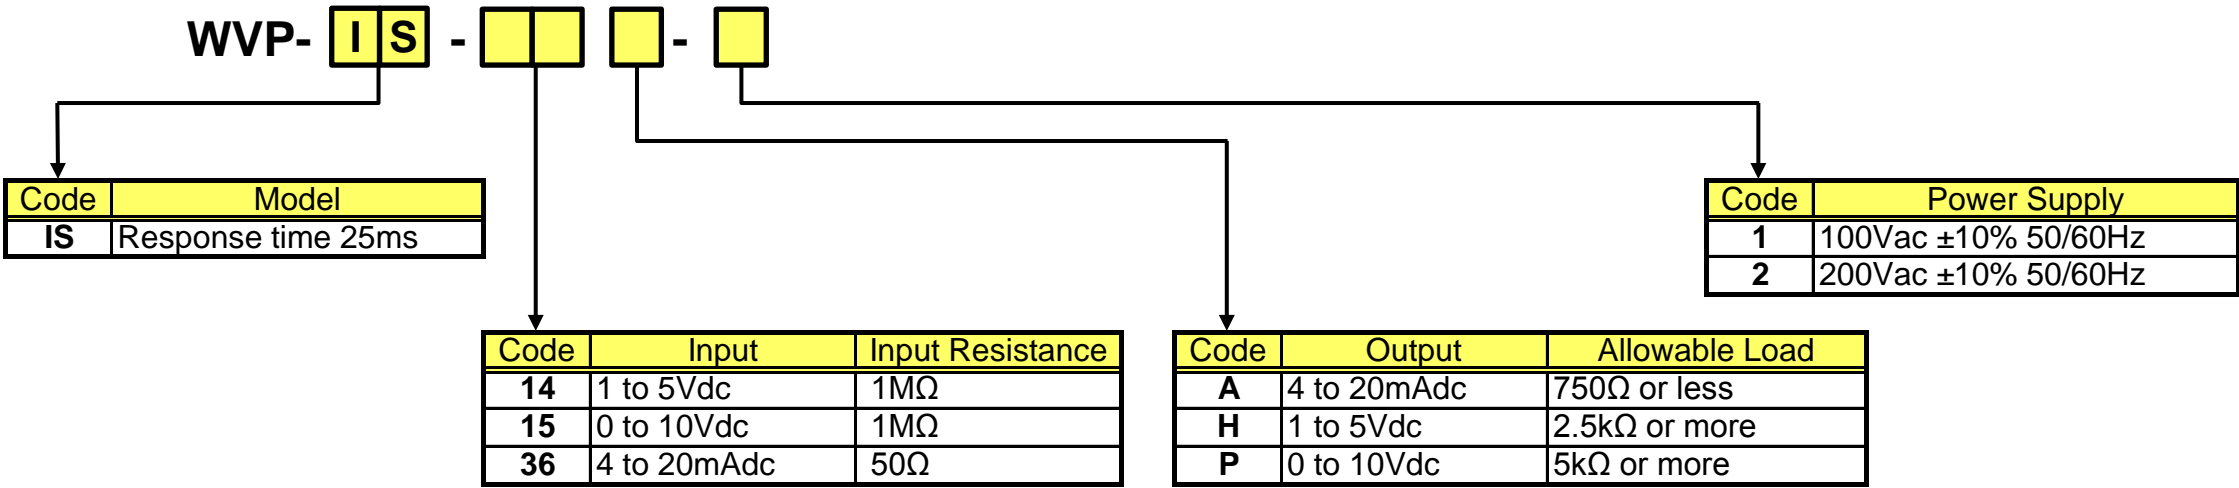 WVP- I S - -
Code Model
IS Response time 25ms
Code Power Supply
1 100Vac ±10% 50/60Hz
2 200Vac ±10% 50/60Hz
Code Input Input Resistance
14 1 to 5Vdc 1MΩ
15 0 to 10Vdc 1MΩ
36 4 to 20mAdc 50Ω
Code Output Allowable Load
A 4 to 20mAdc 750Ω or less
H 1 to 5Vdc 2.5kΩ or more
P 0 to 10Vdc 5kΩ or more